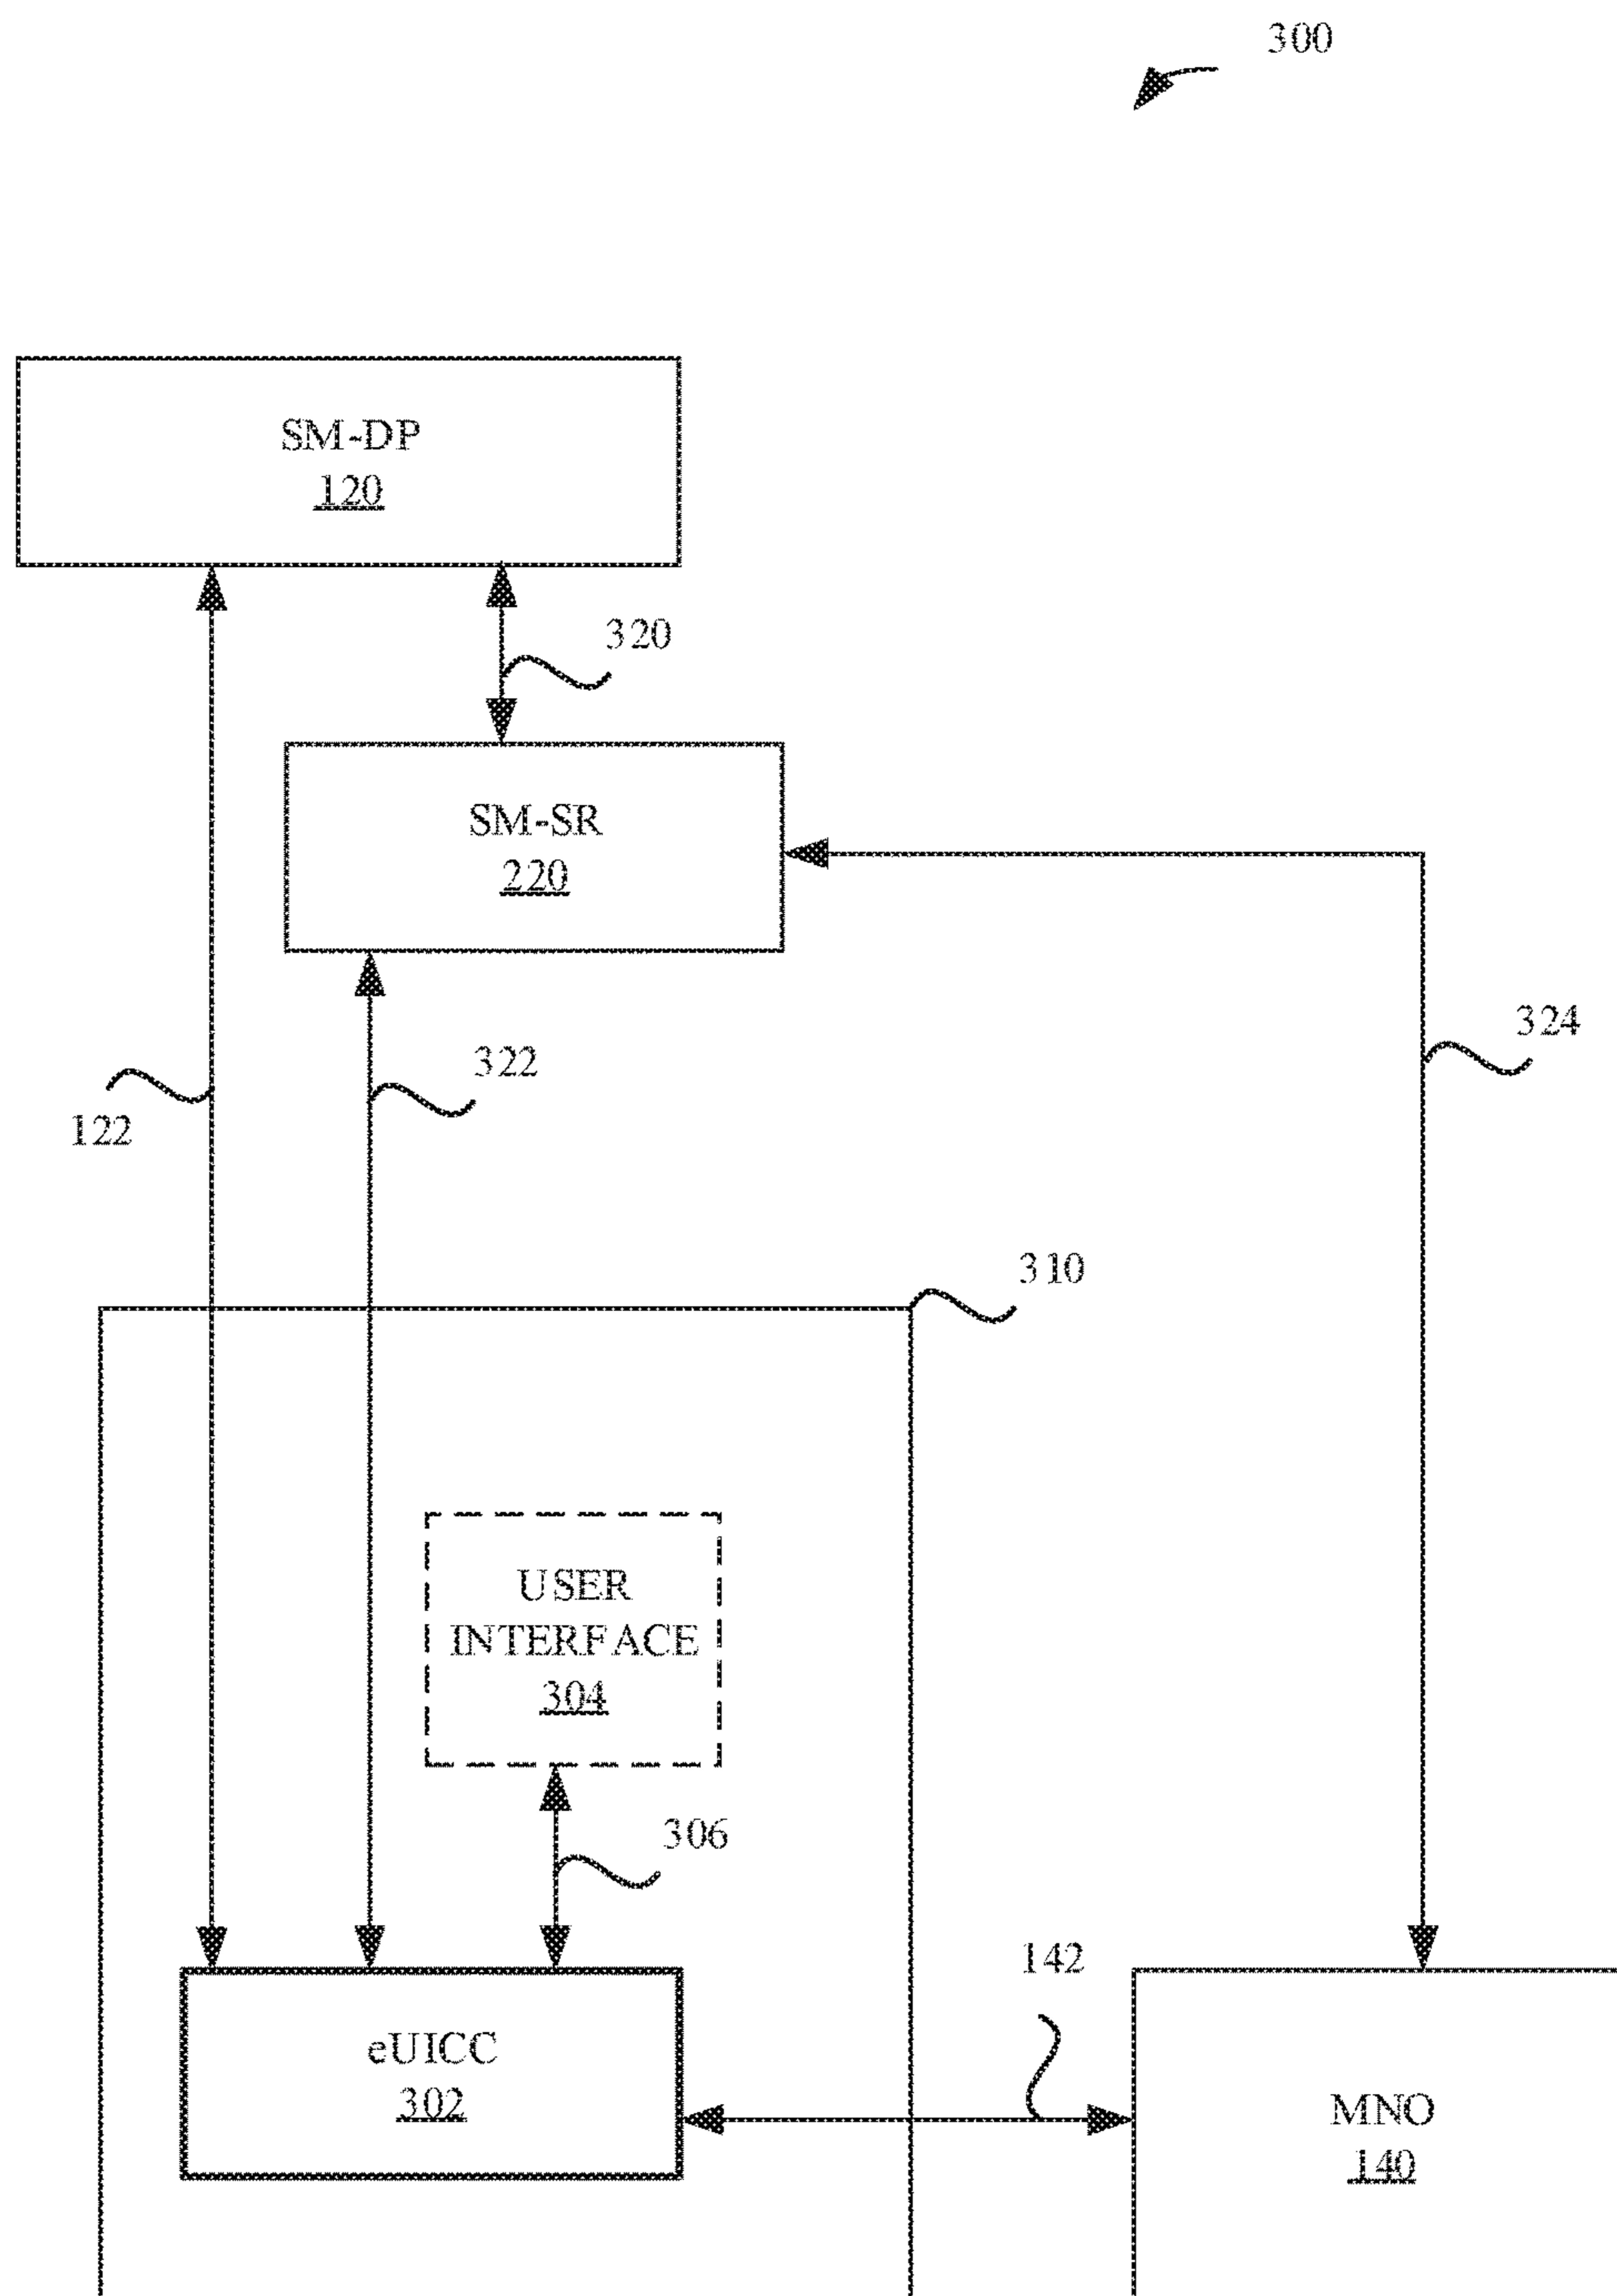 300
SM-DP
120
320
SM-SR
220
324
322
122
310
USER
INTERFACE
304
306
142
eUICC
302
MNO
140